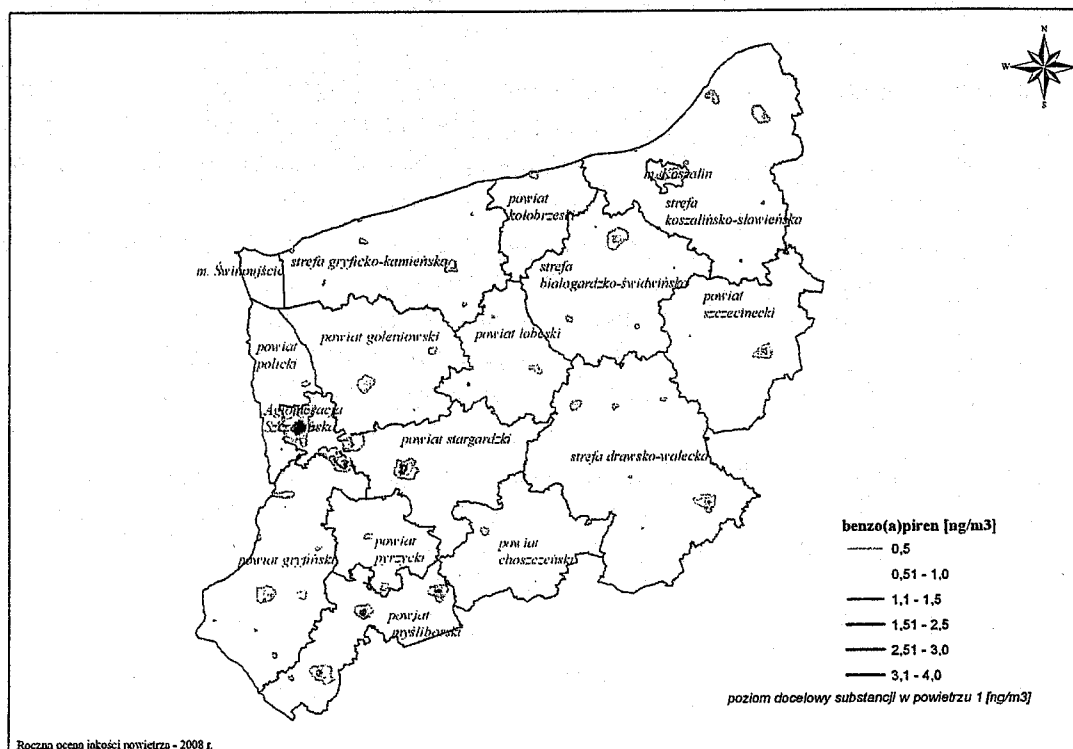 N
W
S
m. Koszalin
powiat
kołobrzeski
strefa
koszalińsko-sławieńska
strefa gryficko-kamieńska
m. Świnoujście
strefa
białogardzko-świdwińska
powiat
szczecinecki
powiat goleniowski
powiat łobeski
powiat
policki
Aglomeracja
Szczecińska
powiat stargardzki
strefa drawsko-wałecka
powiat gryfiński
powiat
pyrzycki
powiat
choszczeński
powiat
myśliborski
benzo(a)piren [ng/m3]
0,5
0,51 - 1,0
1,1 - 1,5
1,51 - 2,5
2,51 - 3,0
3,1 - 4,0
poziom docelowy substancji w powietrzu 1 [ng/m3]
Roczna ocena jakości powietrza - 2008 r.